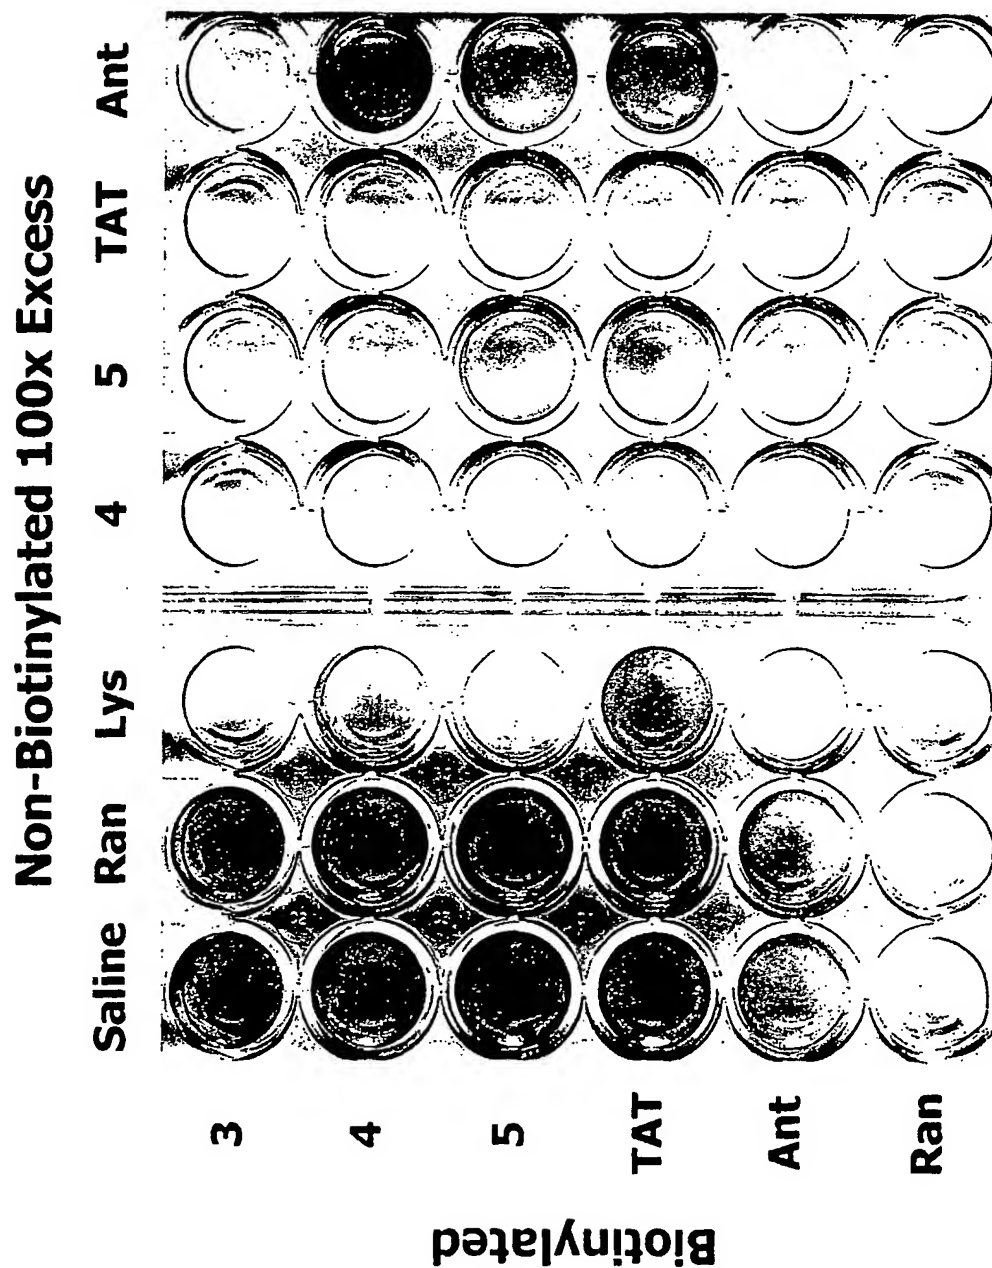 Non-Biotinylated 100x Excess
Saline Ran Lys 4 5 TAT Ant
Biotinylated
3
4
5
TAT
Ant
Ran